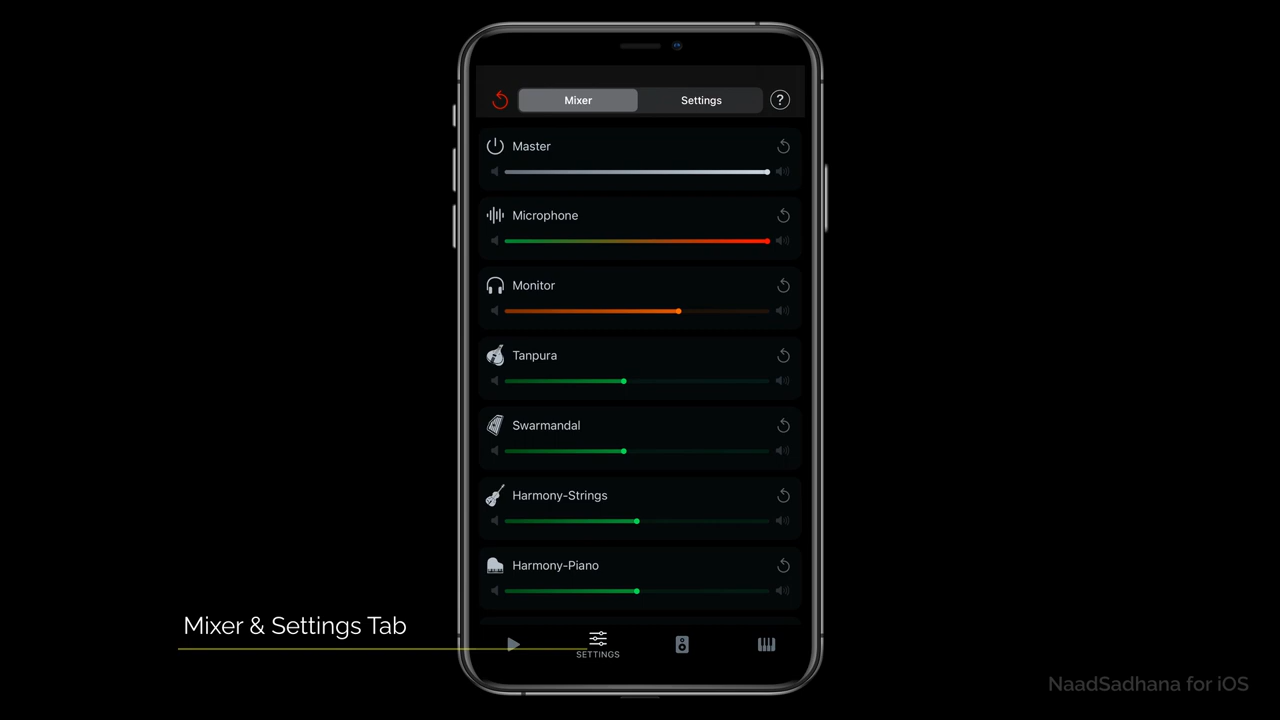 Mixer
Settings
?
Master
Microphone
Monitor
Tanpura
Swarmandal
Harmony-Strings
Harmony-Piano
Mixer & Settings Tab
SETTINGS
NaadSadhana for iOS